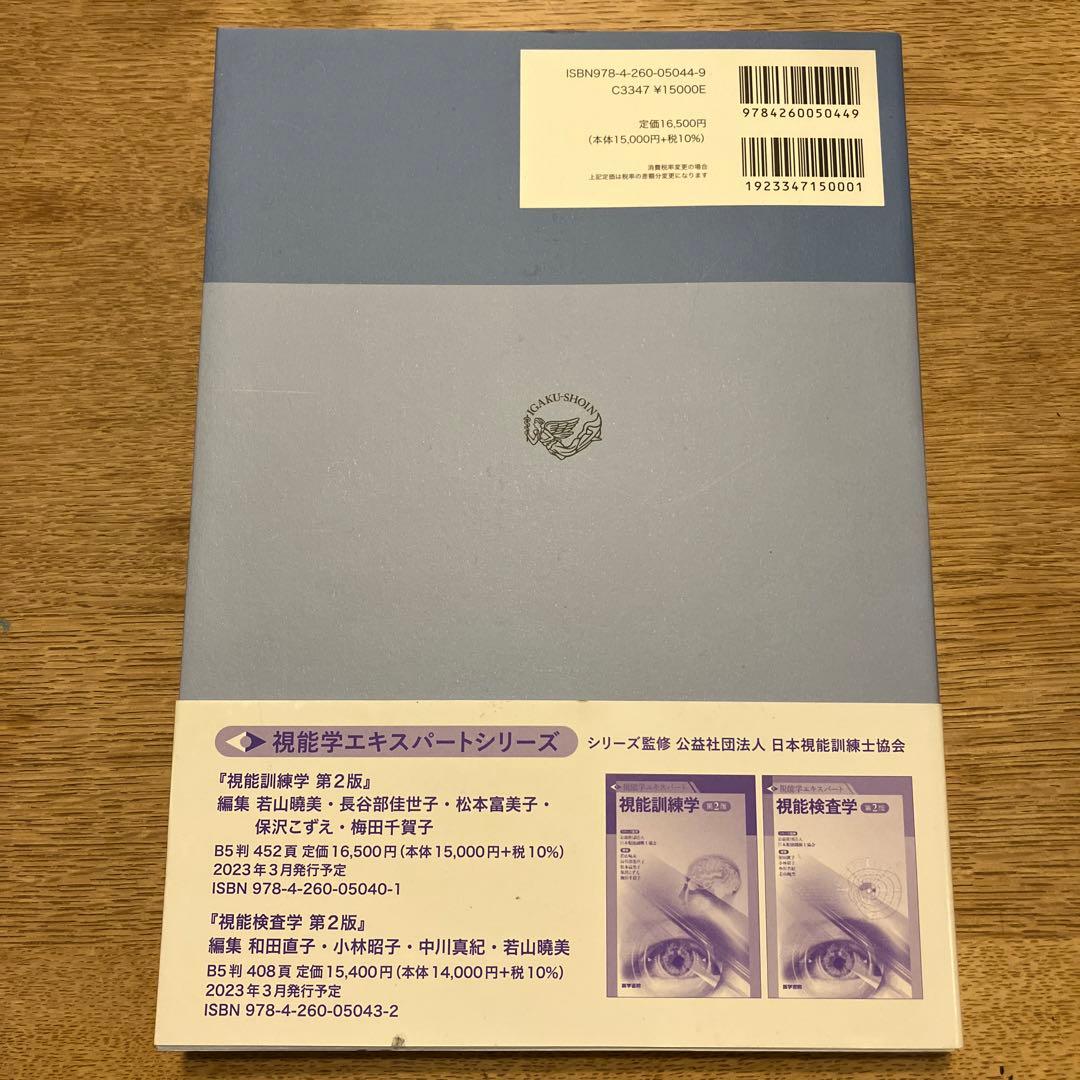 ISBN978-4-260-05044-9
C3347 ¥15000E
定価16,500円
(本体15,000円+税10%)
消費税率変更の場合
上記定価は税率の差額分変更になります
9784260050449
1923347150001
IGAKU-SHOIN
視能学エキスパートシリーズ
シリーズ監修 公益社団法人 日本視能訓練士協会
『視能訓練学 第2版』
編集 若山曉美・長谷部佳世子・松本富美子・
保沢こずえ・梅田千賀子
B5判 452頁 定価16,500円(本体15,000円+税10%)
2023年3月発行予定
ISBN 978-4-260-05040-1
『視能検査学 第2版』
編集 和田直子・小林昭子・中川真紀・若山曉美
B5判 408頁 定価15,400円(本体14,000円+税10%)
2023年3月発行予定
ISBN 978-4-260-05043-2
視能学エキスパート
視能訓練学 第2版
医学書院
視能学エキスパート
視能検査学 第2版
医学書院